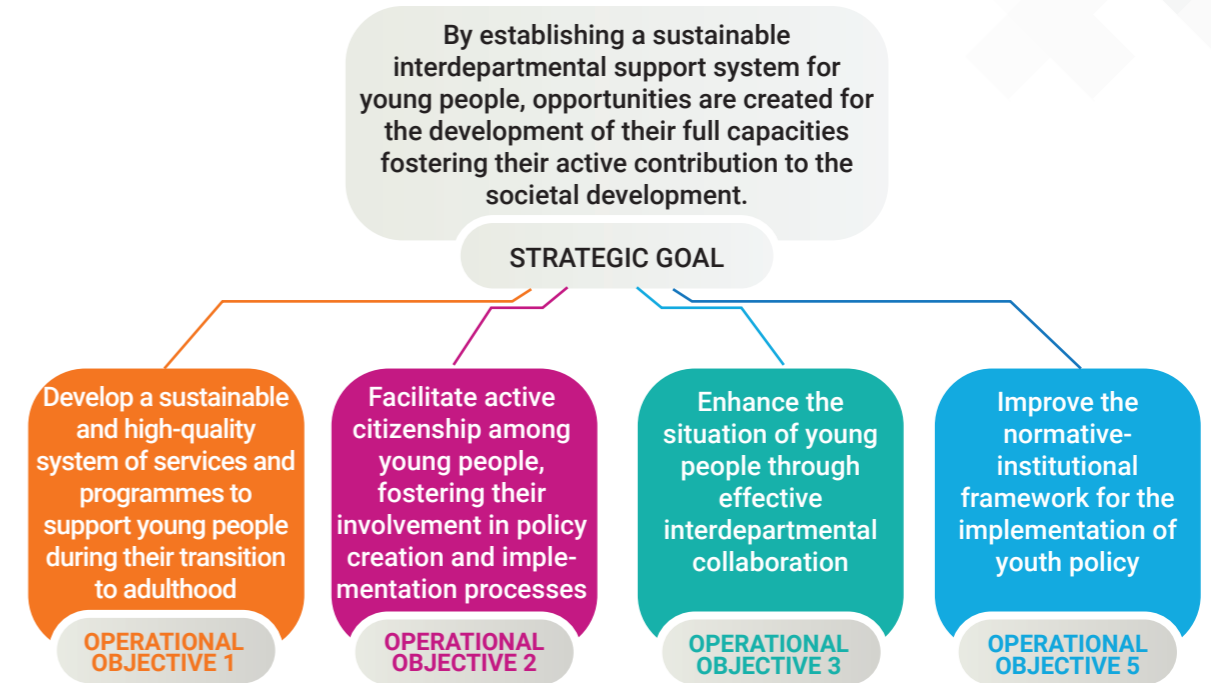 By establishing a sustainable
interdepartmental support system for
young people, opportunities are created for
the development of their full capacities
fostering their active contribution to the
societal development.
STRATEGIC GOAL
Develop a sustainable
and high-quality
system of services and
programmes to
support young people
during their transition
to adulthood
OPERATIONAL
OBJECTIVE 1
Facilitate active
citizenship among
young people,
fostering their
involvement in policy
creation and imple-
mentation processes
OPERATIONAL
OBJECTIVE 2
Enhance the
situation of young
people through
effective
interdepartmental
collaboration
OPERATIONAL
OBJECTIVE 3
Improve the
normative-
institutional
framework for the
implementation of
youth policy
OPERATIONAL
OBJECTIVE 5